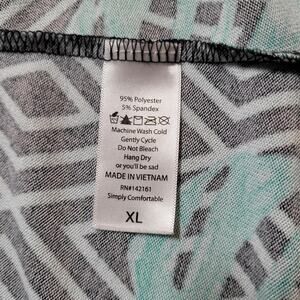 95% Polyester
5% Spandex
Machine Wash Cold
Gently Cycle
Do Not Bleach
Hang Dry
or you'll be sad
MADE IN VIETNAM
RN#142161
Simply Comfortable
XL